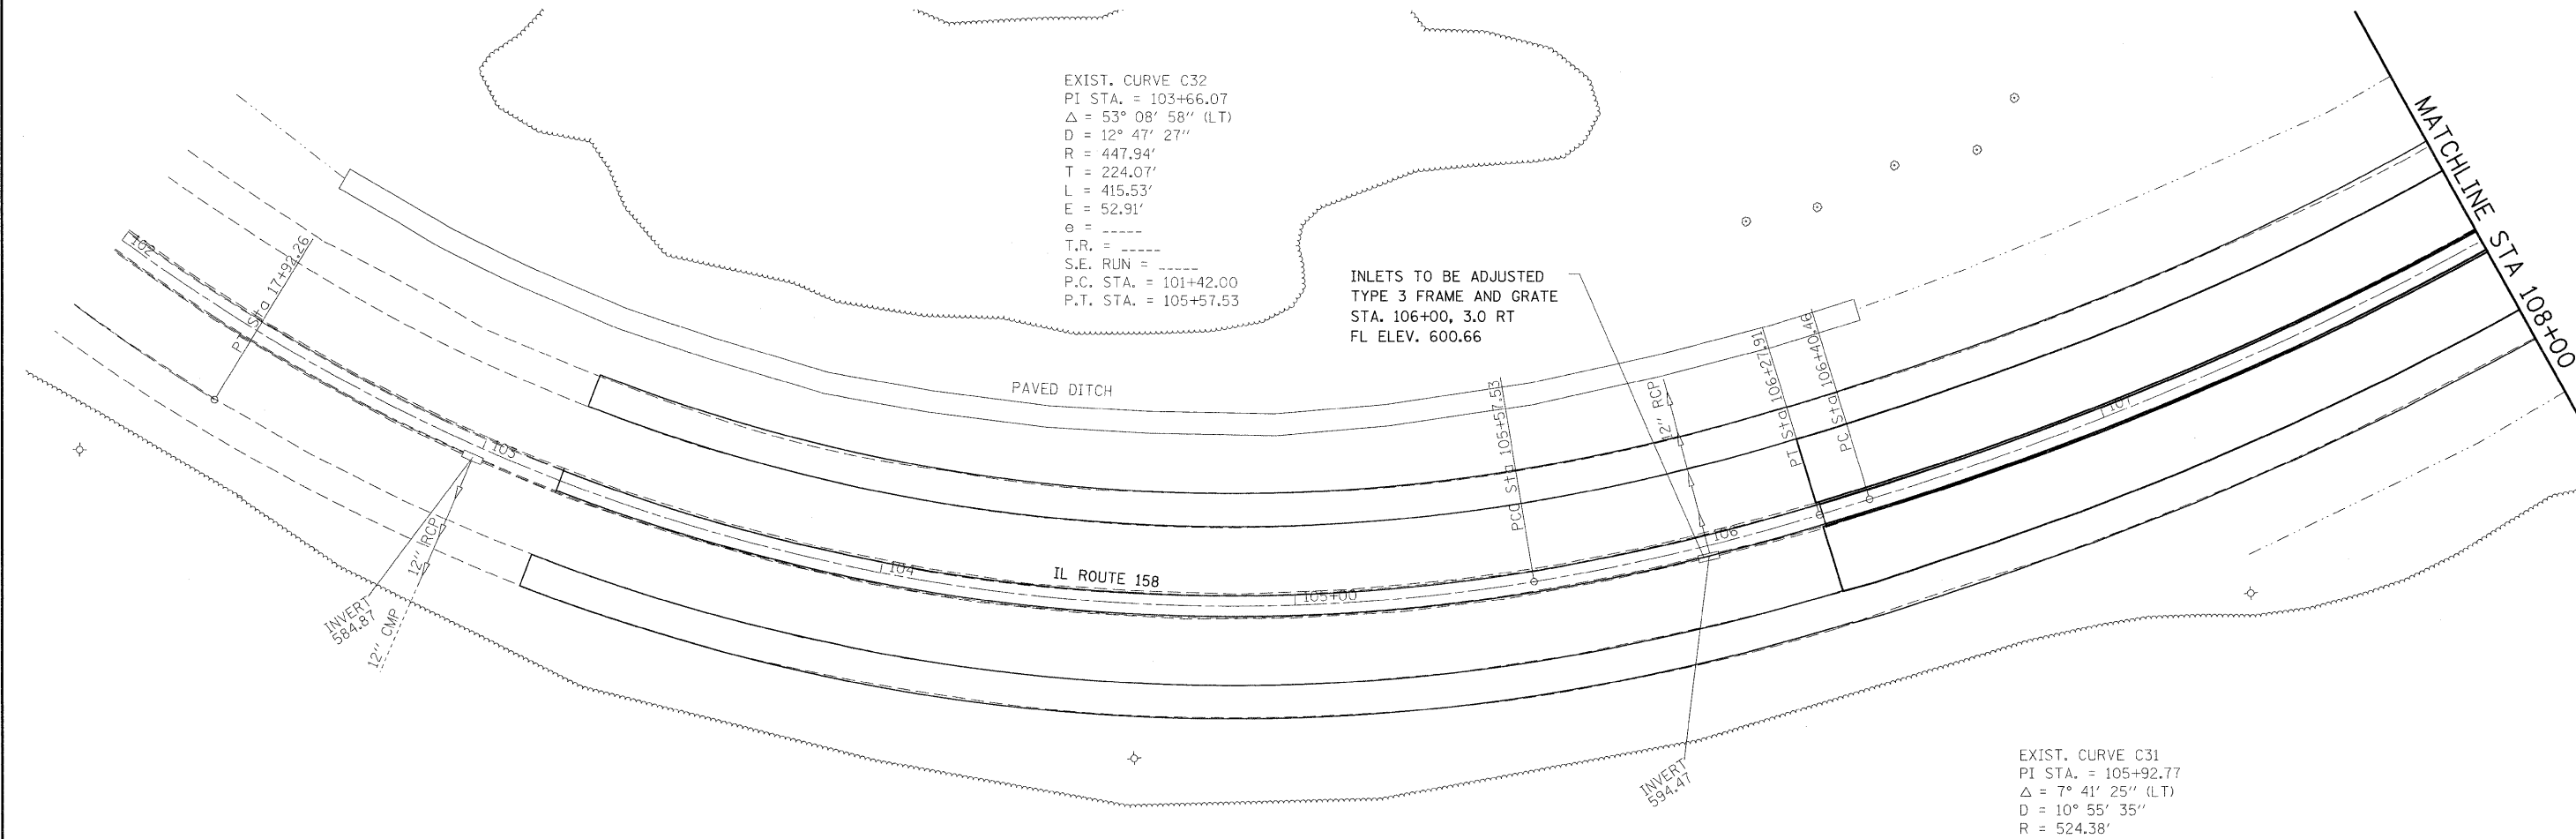 EXIST. CURVE C32
PI STA. = 103+66.07
Δ = 53° 08' 58'' (LT)
D = 12° 47' 27''
R = 447.94'
T = 224.07'
L = 415.53'
E = 52.91'
e = _____
T.R. = _____
S.E. RUN = _____
P.C. STA. = 101+42.00
P.T. STA. = 105+57.53
INLETS TO BE ADJUSTED
TYPE 3 FRAME AND GRATE
STA. 106+00, 3.0 RT
FL ELEV. 600.66
MATCHLINE STA 108+00
102
Sta 17+92.26
103
PAVED DITCH
12'' RCP
12'' CMP
INVERT
584.87
104
IL ROUTE 158
105+00
PCC Sta 105+57.53
12'' RCP
106
PT Sta 106+27.91
PC Sta 106+40.46
107
INVERT
594.47
EXIST. CURVE C31
PI STA. = 105+92.77
Δ = 7° 41' 25'' (LT)
D = 10° 55' 35''
R = 524.38'